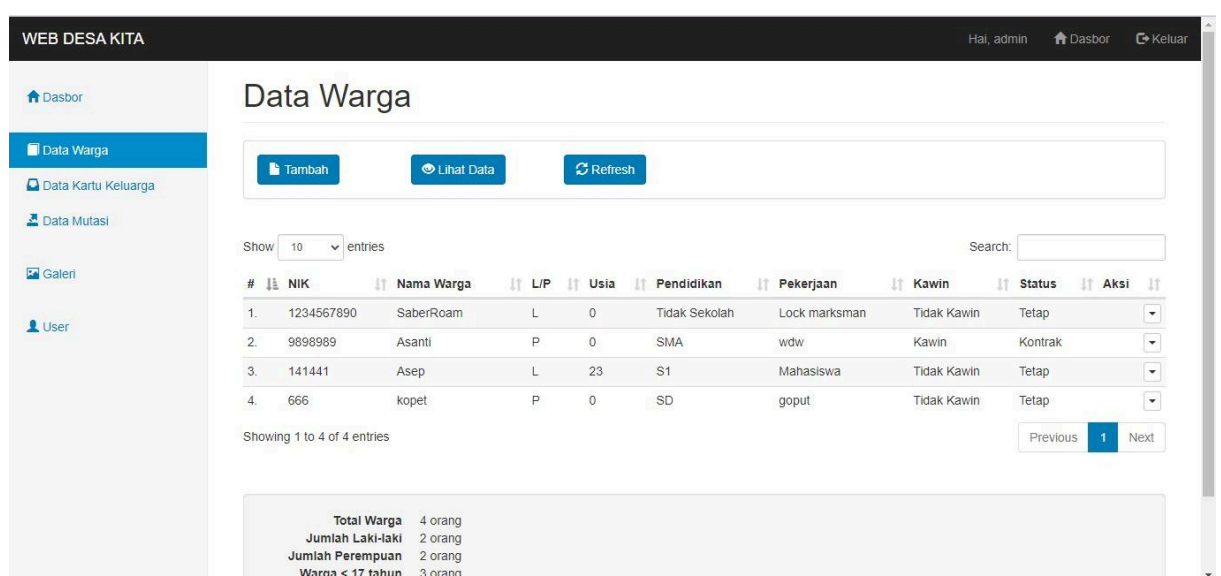 WEB DESA KITA
Hai, admin Dasbor Keluar
Dasbor
Data Warga
Data Kartu Keluarga
Data Mutasi
Galeri
User
Data Warga
Tambah Lihat Data Refresh
Show 10 entries Search:
# NIK Nama Warga L/P Usia Pendidikan Pekerjaan Kawin Status Aksi
1. 1234567890 SaberRoam L 0 Tidak Sekolah Lock marksman Tidak Kawin Tetap
2. 9898989 Asanti P 0 SMA wdw Kawin Kontrak
3. 141441 Asep L 23 S1 Mahasiswa Tidak Kawin Tetap
4. 666 kopet P 0 SD goput Tidak Kawin Tetap
Showing 1 to 4 of 4 entries
Previous 1 Next
Total Warga 4 orang
Jumlah Laki-laki 2 orang
Jumlah Perempuan 2 orang
Warga < 17 tahun 3 orang